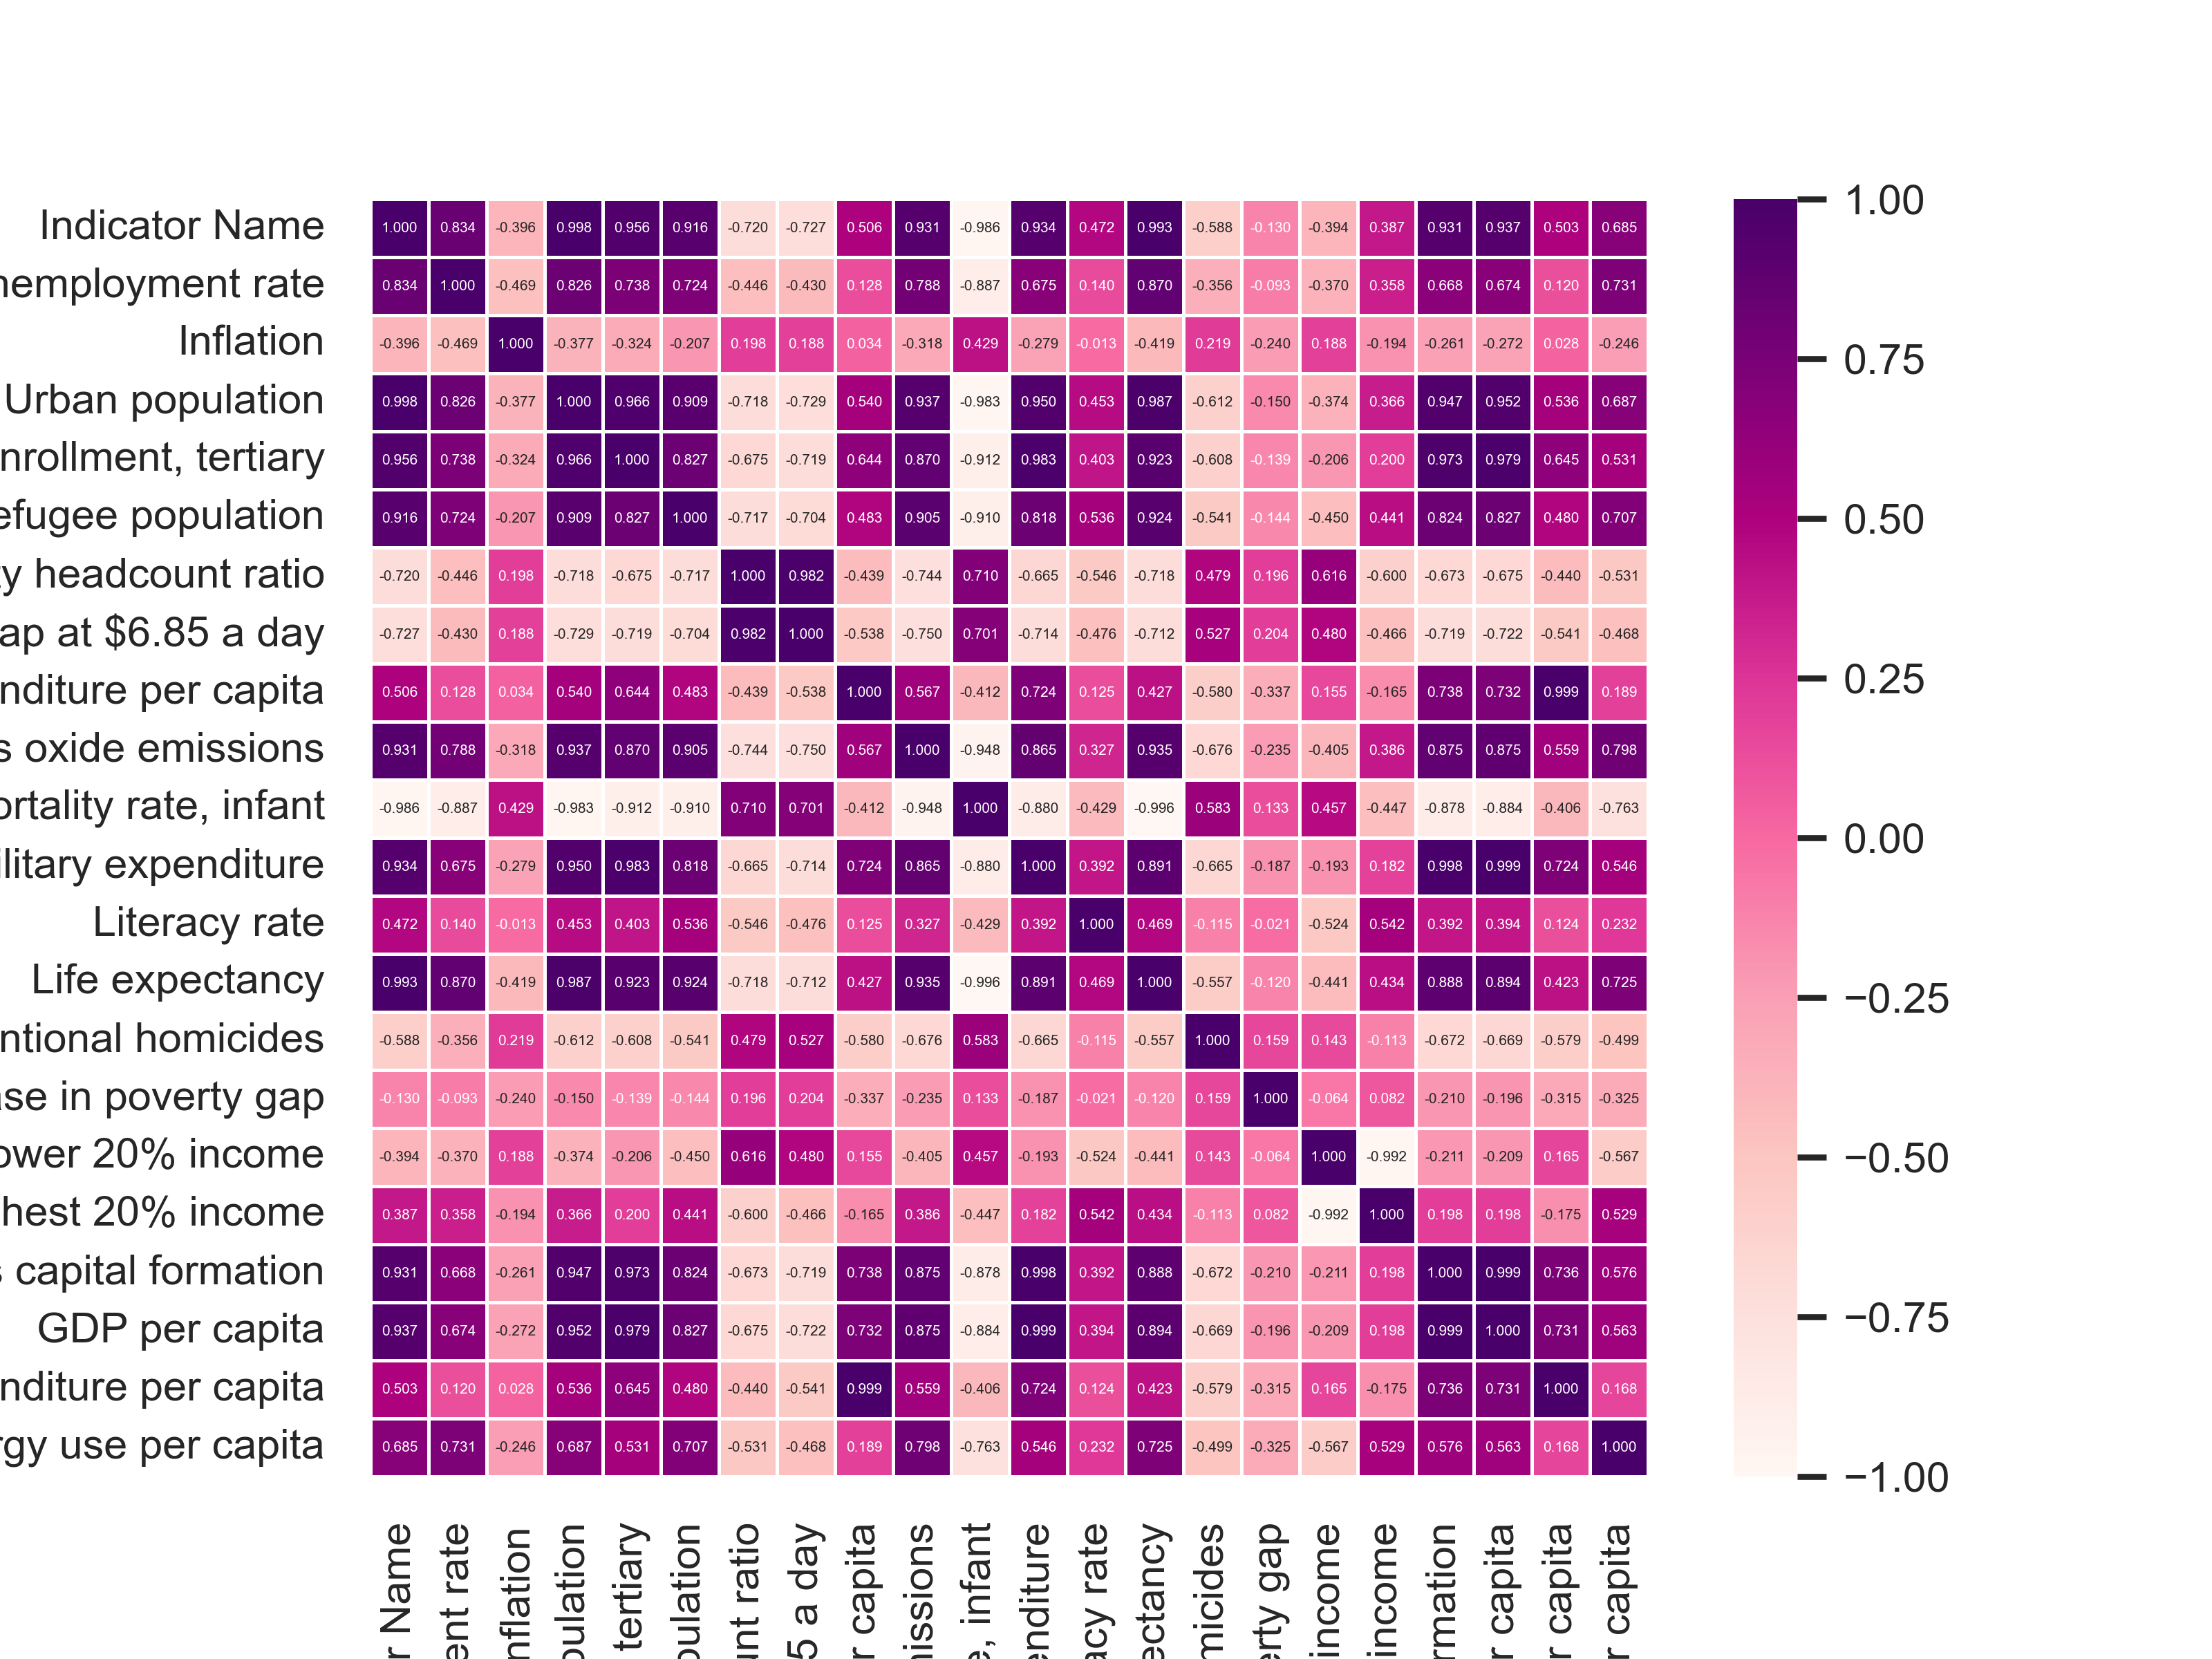 Indicator Name 1.000 0.834 -0.396 0.998 0.956 0.916 -0.720 -0.727 0.506 0.931 -0.986 0.934 0.472 0.993 -0.588 -0.130 -0.394 0.387 0.931 0.937 0.503 0.685
nemployment rate 0.834 1.000 -0.469 0.826 0.738 0.724 -0.446 -0.430 0.128 0.788 -0.887 0.675 0.140 0.870 -0.356 -0.093 -0.370 0.358 0.668 0.674 0.120 0.731
Inflation -0.396 -0.469 1.000 -0.377 -0.324 -0.207 0.198 0.188 0.034 -0.318 0.429 -0.279 -0.013 -0.419 0.219 -0.240 0.188 -0.194 -0.261 -0.272 0.028 -0.246
Urban population 0.998 0.826 -0.377 1.000 0.966 0.909 -0.718 -0.729 0.540 0.937 -0.983 0.950 0.453 0.987 -0.612 -0.150 -0.374 0.366 0.947 0.952 0.536 0.687
nrollment, tertiary 0.956 0.738 -0.324 0.966 1.000 0.827 -0.675 -0.719 0.644 0.870 -0.912 0.983 0.403 0.923 -0.608 -0.139 -0.206 0.200 0.973 0.979 0.645 0.531
efugee population 0.916 0.724 -0.207 0.909 0.827 1.000 -0.717 -0.704 0.483 0.905 -0.910 0.818 0.536 0.924 -0.541 -0.144 -0.450 0.441 0.824 0.827 0.480 0.707
ty headcount ratio -0.720 -0.446 0.198 -0.718 -0.675 -0.717 1.000 0.982 -0.439 -0.744 0.710 -0.665 -0.546 -0.718 0.479 0.196 0.616 -0.600 -0.673 -0.675 -0.440 -0.531
ap at $6.85 a day -0.727 -0.430 0.188 -0.729 -0.719 -0.704 0.982 1.000 -0.538 -0.750 0.701 -0.714 -0.476 -0.712 0.527 0.204 0.480 -0.466 -0.719 -0.722 -0.541 -0.468
nditure per capita 0.506 0.128 0.034 0.540 0.644 0.483 -0.439 -0.538 1.000 0.567 -0.412 0.724 0.125 0.427 -0.580 -0.337 0.155 -0.165 0.738 0.732 0.999 0.189
s oxide emissions 0.931 0.788 -0.318 0.937 0.870 0.905 -0.744 -0.750 0.567 1.000 -0.948 0.865 0.327 0.935 -0.676 -0.235 -0.405 0.386 0.875 0.875 0.559 0.798
ortality rate, infant -0.986 -0.887 0.429 -0.983 -0.912 -0.910 0.710 0.701 -0.412 -0.948 1.000 -0.880 -0.429 -0.996 0.583 0.133 0.457 -0.447 -0.878 -0.884 -0.406 -0.763
ilitary expenditure 0.934 0.675 -0.279 0.950 0.983 0.818 -0.665 -0.714 0.724 0.865 -0.880 1.000 0.392 0.891 -0.665 -0.187 -0.193 0.182 0.998 0.999 0.724 0.546
Literacy rate 0.472 0.140 -0.013 0.453 0.403 0.536 -0.546 -0.476 0.125 0.327 -0.429 0.392 1.000 0.469 -0.115 -0.021 -0.524 0.542 0.392 0.394 0.124 0.232
Life expectancy 0.993 0.870 -0.419 0.987 0.923 0.924 -0.718 -0.712 0.427 0.935 -0.996 0.891 0.469 1.000 -0.557 -0.120 -0.441 0.434 0.888 0.894 0.423 0.725
ntional homicides -0.588 -0.356 0.219 -0.612 -0.608 -0.541 0.479 0.527 -0.580 -0.676 0.583 -0.665 -0.115 -0.557 1.000 0.159 0.143 -0.113 -0.672 -0.669 -0.579 -0.499
ase in poverty gap -0.130 -0.093 -0.240 -0.150 -0.139 -0.144 0.196 0.204 -0.337 -0.235 0.133 -0.187 -0.021 -0.120 0.159 1.000 -0.064 0.082 -0.210 -0.196 -0.315 -0.325
ower 20% income -0.394 -0.370 0.188 -0.374 -0.206 -0.450 0.616 0.480 0.155 -0.405 0.457 -0.193 -0.524 -0.441 0.143 -0.064 1.000 -0.992 -0.211 -0.209 0.165 -0.567
hest 20% income 0.387 0.358 -0.194 0.366 0.200 0.441 -0.600 -0.466 -0.165 0.386 -0.447 0.182 0.542 0.434 -0.113 0.082 -0.992 1.000 0.198 0.198 -0.175 0.529
s capital formation 0.931 0.668 -0.261 0.947 0.973 0.824 -0.673 -0.719 0.738 0.875 -0.878 0.998 0.392 0.888 -0.672 -0.210 -0.211 0.198 1.000 0.999 0.736 0.576
GDP per capita 0.937 0.674 -0.272 0.952 0.979 0.827 -0.675 -0.722 0.732 0.875 -0.884 0.999 0.394 0.894 -0.669 -0.196 -0.209 0.198 0.999 1.000 0.731 0.563
nditure per capita 0.503 0.120 0.028 0.536 0.645 0.480 -0.440 -0.541 0.999 0.559 -0.406 0.724 0.124 0.423 -0.579 -0.315 0.165 -0.175 0.736 0.731 1.000 0.168
rgy use per capita 0.685 0.731 -0.246 0.687 0.531 0.707 -0.531 -0.468 0.189 0.798 -0.763 0.546 0.232 0.725 -0.499 -0.325 -0.567 0.529 0.576 0.563 0.168 1.000
r Name
ent rate
nflation
pulation
tertiary
pulation
unt ratio
5 a day
r capita
nissions
e, infant
enditure
acy rate
ectancy
micides
erty gap
income
income
rmation
r capita
r capita
r capita
1.00
0.75
0.50
0.25
0.00
−0.25
−0.50
−0.75
−1.00